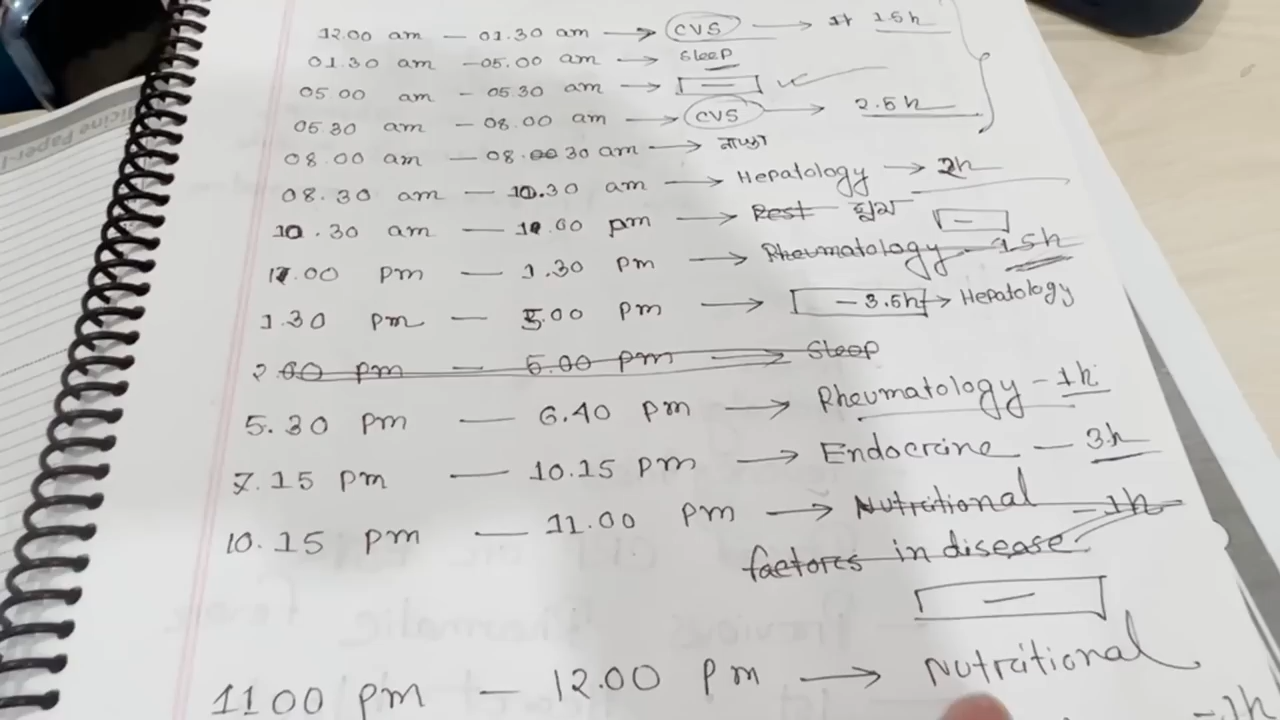 12.00 am — 01.30 am → CVS → 1.5h
01.30 am — 05.00 am → Sleep
05.00 am — 05.30 am → —
05.30 am — 08.00 am → CVS → 2.5h
08.00 am — 08.30 am → নাস্তা
08.30 am — 10.30 am → Hepatology → 2h
10.30 am — pm → Rest ঘুম —
.00 pm — 1.30 pm → Rheumatology - 1.5h
1.30 pm — 5.00 pm → - 3.5h → Hepatology
2.00 pm — 5.00 pm → Sleep
5.30 pm — 6.40 pm → Rheumatology - 1h
7.15 pm — 10.15 pm → Endocrine — 3h
10.15 pm — 11.00 pm → Nutritional - 1h
factors in disease
—
11 00 pm — 12.00 pm → Nutritional
- 1h